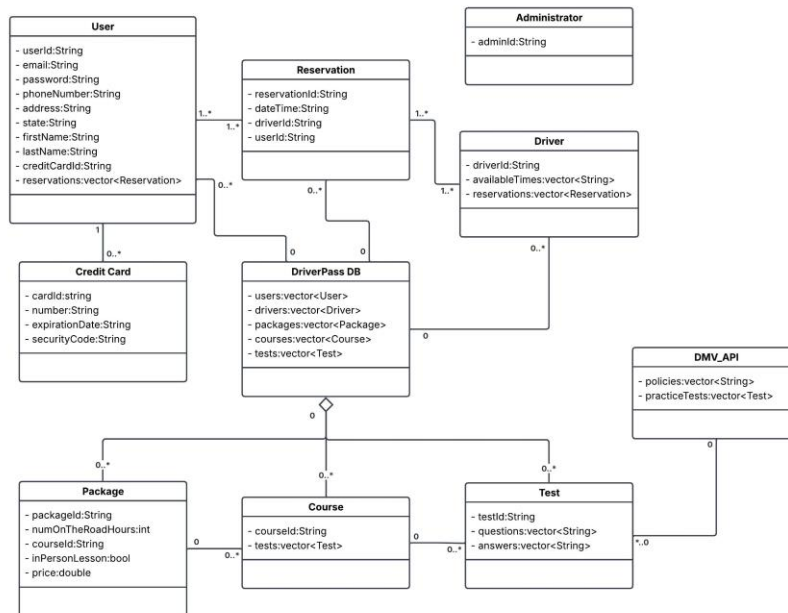 User
- userId:String
- email:String
- password:String
- phoneNumber:String
- address:String
- state:String
- firstName:String
- lastName:String
- creditCardId:String
- reservations:vector<Reservation>
Administrator
- adminId:String
Reservation
- reservationId:String
- dateTime:String
- driverId:String
- userId:String
1..*
1..*
1..*
1..*
Driver
- driverId:String
- availableTimes:vector<String>
- reservations:vector<Reservation>
0..*
0..*
0..*
1
0..*
0
0
Credit Card
- cardId:string
- number:String
- expirationDate:String
- securityCode:String
DriverPass DB
- users:vector<User>
- drivers:vector<Driver>
- packages:vector<Package>
- courses:vector<Course>
- tests:vector<Test>
0
DMV_API
- policies:vector<String>
- practiceTests:vector<Test>
0
0
0..*
0..*
0..*
Package
- packageId:String
- numOnTheRoadHours:int
- courseId:String
- inPersonLesson:bool
- price:double
0
0..*
Course
- courseId:String
- tests:vector<Test>
0
0..*
Test
- testId:String
- questions:vector<String>
- answers:vector<String>
*..0